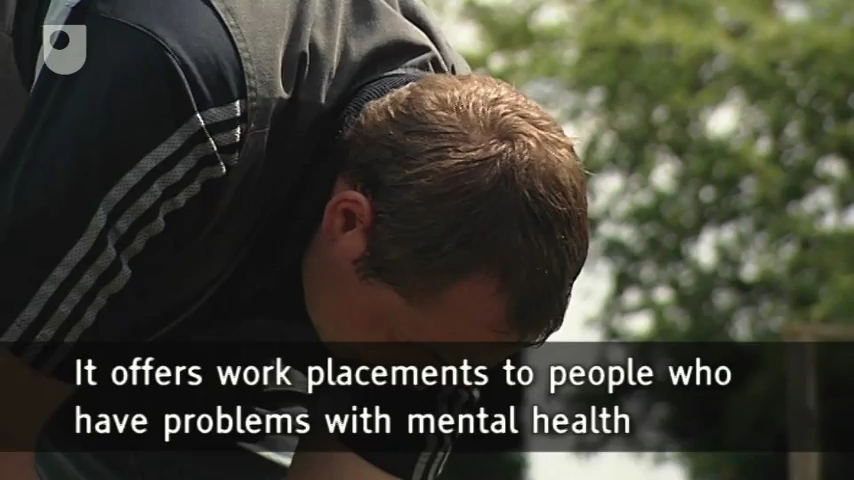 It offers work placements to people who
have problems with mental health